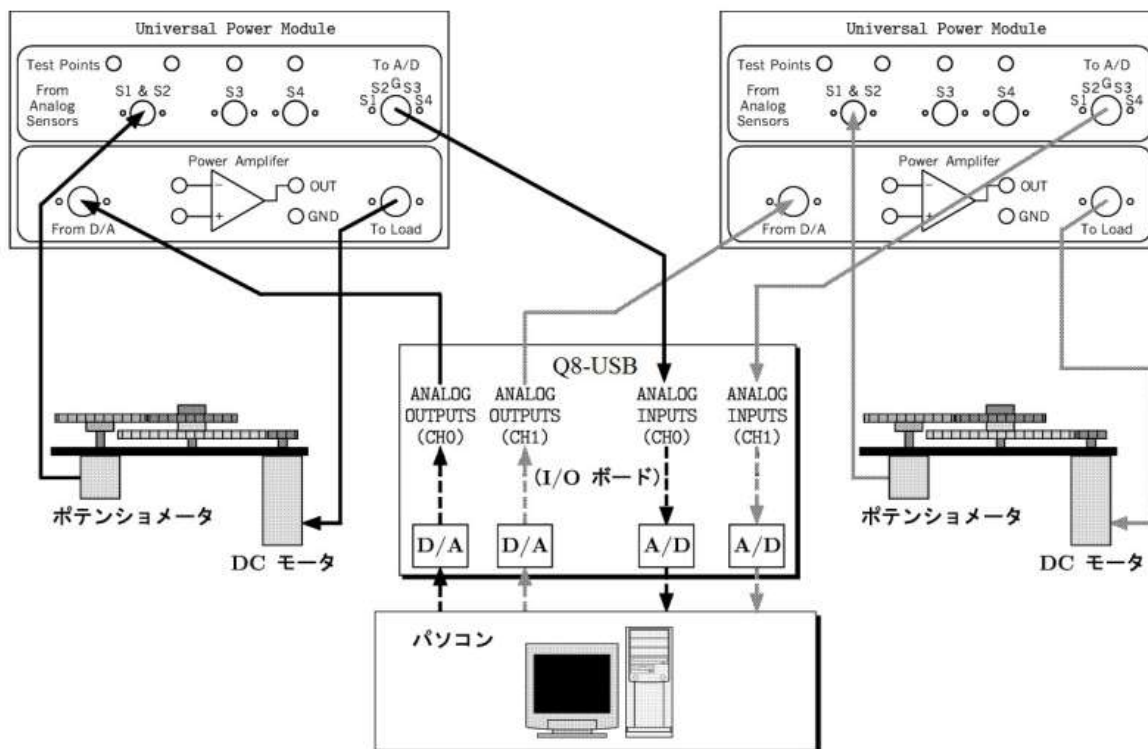 Universal Power Module
Test Points
To A/D
From
Analog
Sensors
S1 & S2
S3
S4
S1
S2
G
S3
S4
Power Amplifer
OUT
GND
From D/A
To Load
Universal Power Module
Test Points
To A/D
From
Analog
Sensors
S1 & S2
S3
S4
S1
S2
G
S3
S4
Power Amplifer
OUT
GND
From D/A
To Load
Q8-USB
ANALOG
OUTPUTS
(CH0)
ANALOG
OUTPUTS
(CH1)
ANALOG
INPUTS
(CH0)
ANALOG
INPUTS
(CH1)
(I/O ボード)
D/A
D/A
A/D
A/D
ポテンショメータ
DC モータ
ポテンショメータ
DC モータ
パソコン